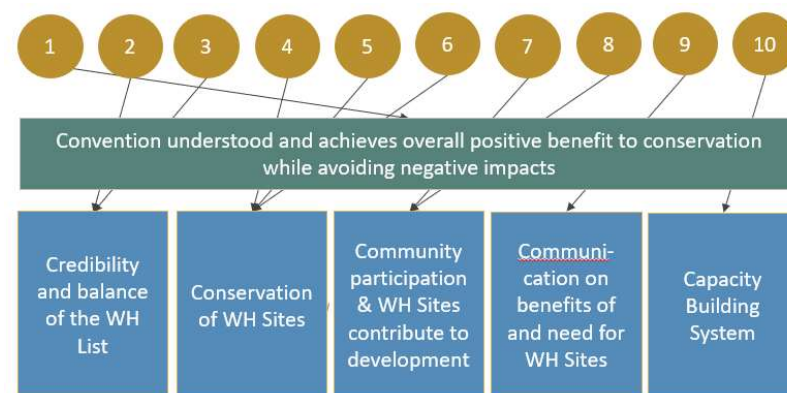 1 2 3 4 5 6 7 8 9 10
Convention understood and achieves overall positive benefit to conservation
while avoiding negative impacts
Credibility
and balance
of the WH
List
Conservation
of WH Sites
Community
participation
& WH Sites
contribute to
development
Communi-
cation on
benefits of
and need for
WH Sites
Capacity
Building
System